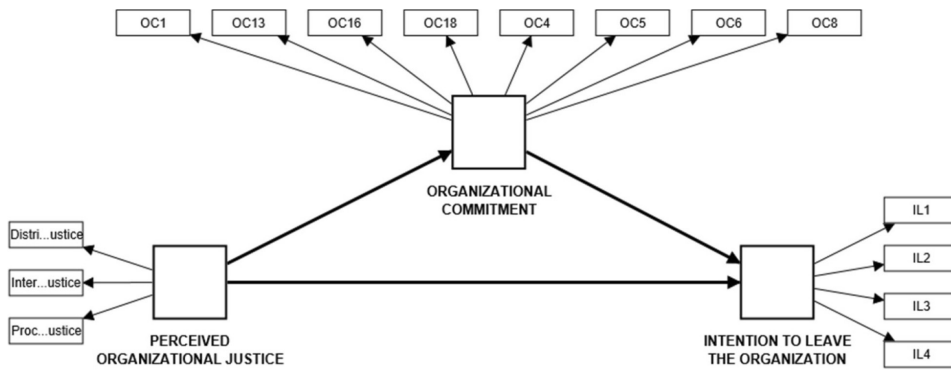 OC1 OC13 OC16 OC18 OC4 OC5 OC6 OC8
ORGANIZATIONAL
COMMITMENT
Distri...ustice
Inter...ustice
Proc...ustice
PERCEIVED
ORGANIZATIONAL JUSTICE
IL1
IL2
IL3
IL4
INTENTION TO LEAVE
THE ORGANIZATION